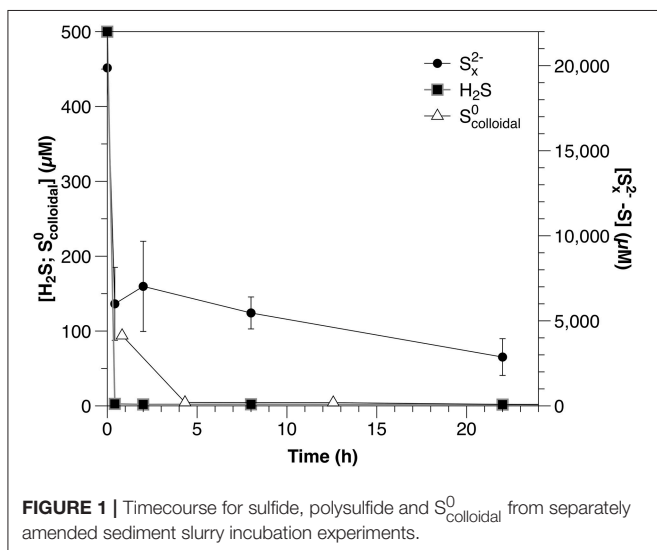 500
400
300
200
100
0
[H₂S; S⁰colloidal] (µM)
Sₓ²⁻
H₂S
S⁰colloidal
20,000
15,000
10,000
5,000
0
[Sₓ²⁻-S] (µM)
0 5 10 15 20
Time (h)
FIGURE 1 | Timecourse for sulfide, polysulfide and S⁰colloidal from separately
amended sediment slurry incubation experiments.